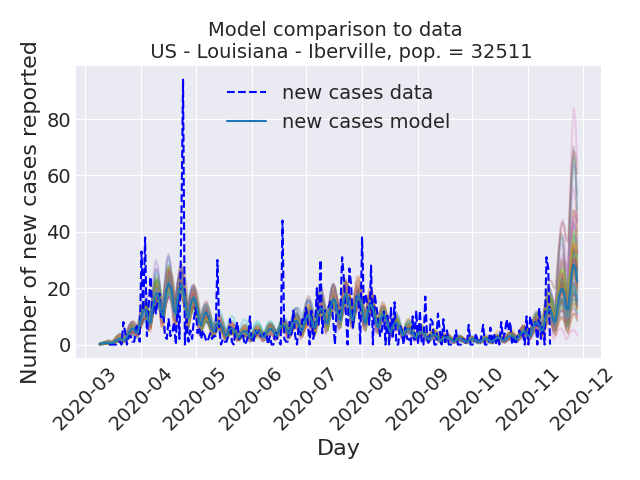 Model comparison to data
US - Louisiana - Iberville, pop. = 32511
Number of new cases reported
80
60
40
20
0
new cases data
new cases model
2020-03
2020-04
2020-05
2020-06
2020-07
2020-08
2020-09
2020-10
2020-11
2020-12
Day